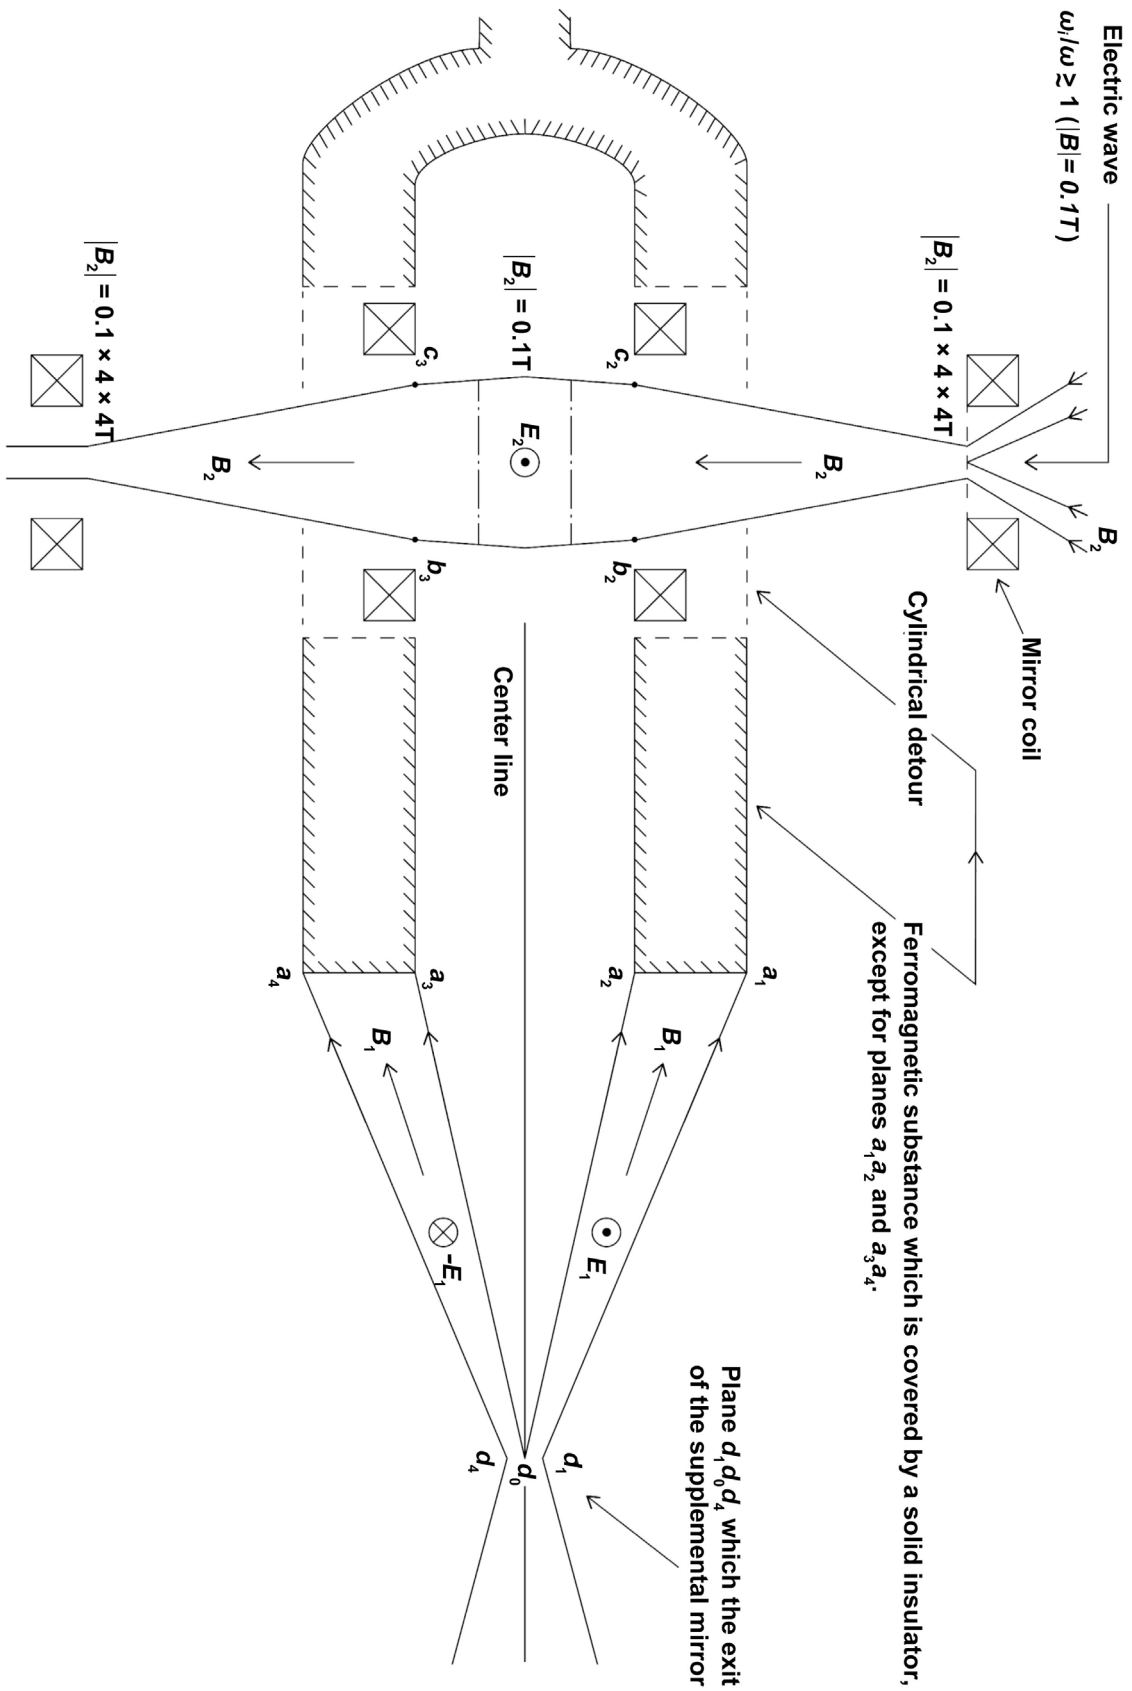 Electric wave
ωᵢ/ω ≳ 1 (|B| = 0.1T)
|B₂| = 0.1 × 4 × 4T
B₂
Mirror coil
B₂
Cylindrical detour
Ferromagnetic substance which is covered by a solid insulator,
except for planes a₁a₂ and a₃a₄.
c₂
b₂
|B₂| = 0.1T
E₂
Center line
c₃
b₃
B₂
|B₂| = 0.1 × 4 × 4T
a₁
a₂
a₃
a₄
B₁
B₁
E₁
-E₁
d₁
d₀
d₄
Plane d₁d₀d₄ which the exit
of the supplemental mirror